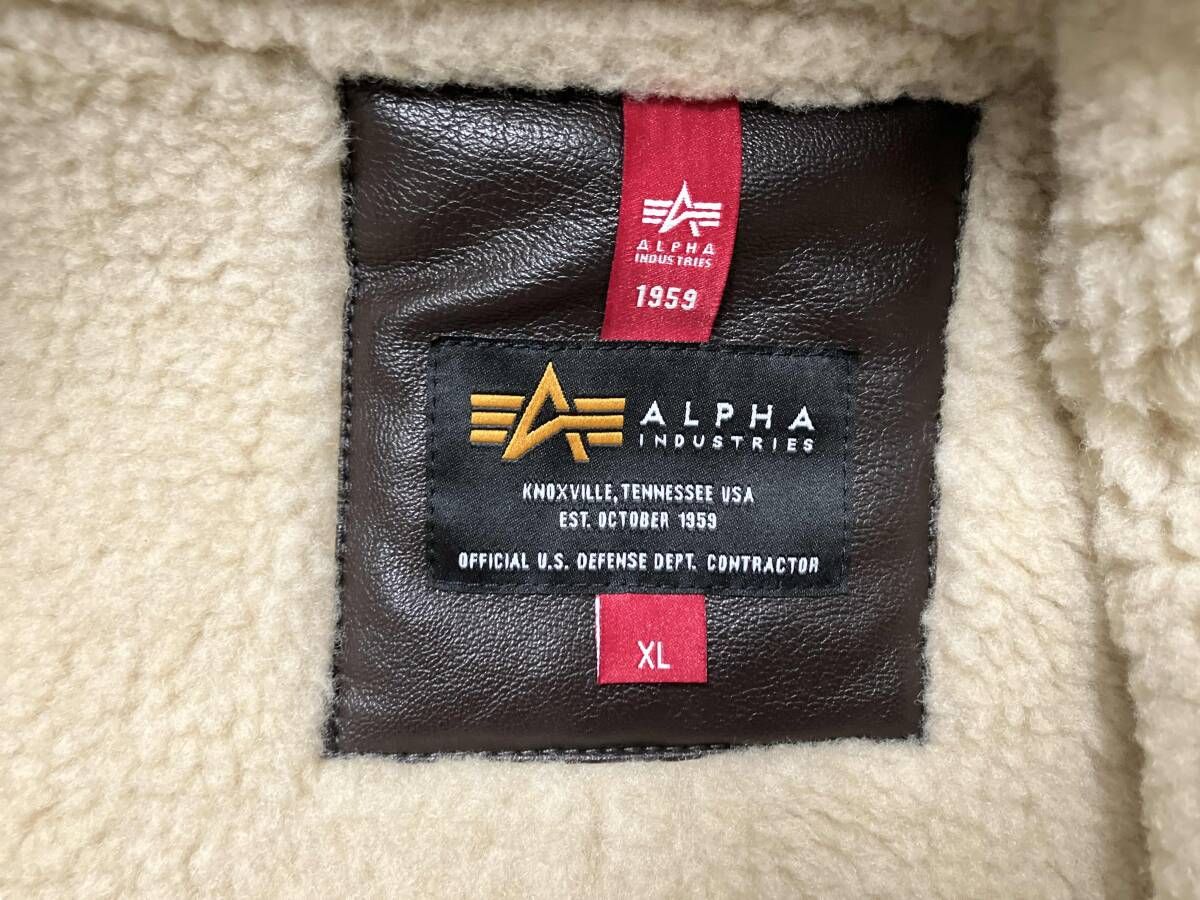 ALPHA
INDUSTRIES
1959
ALPHA
INDUSTRIES
KNOXVILLE, TENNESSEE USA
EST. OCTOBER 1959
OFFICIAL U.S. DEFENSE DEPT. CONTRACTOR
XL